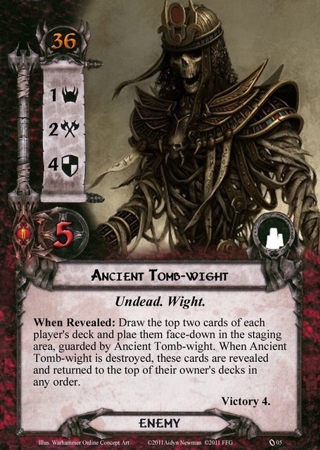 36
1
2
4
5
ANCIENT TOMB-WIGHT
Undead. Wight.
When Revealed: Draw the top two cards of each
player's deck and plae them face-down in the staging
area, guarded by Ancient Tomb-wight. When Ancient
Tomb-wight is destroyed, these cards are revealed
and returned to the top of their owner's decks in
any order.
Victory 4.
ENEMY
Illus. Warhammer Online Concept Art ©2011 Aidyn Newman ©2011 FFG 95